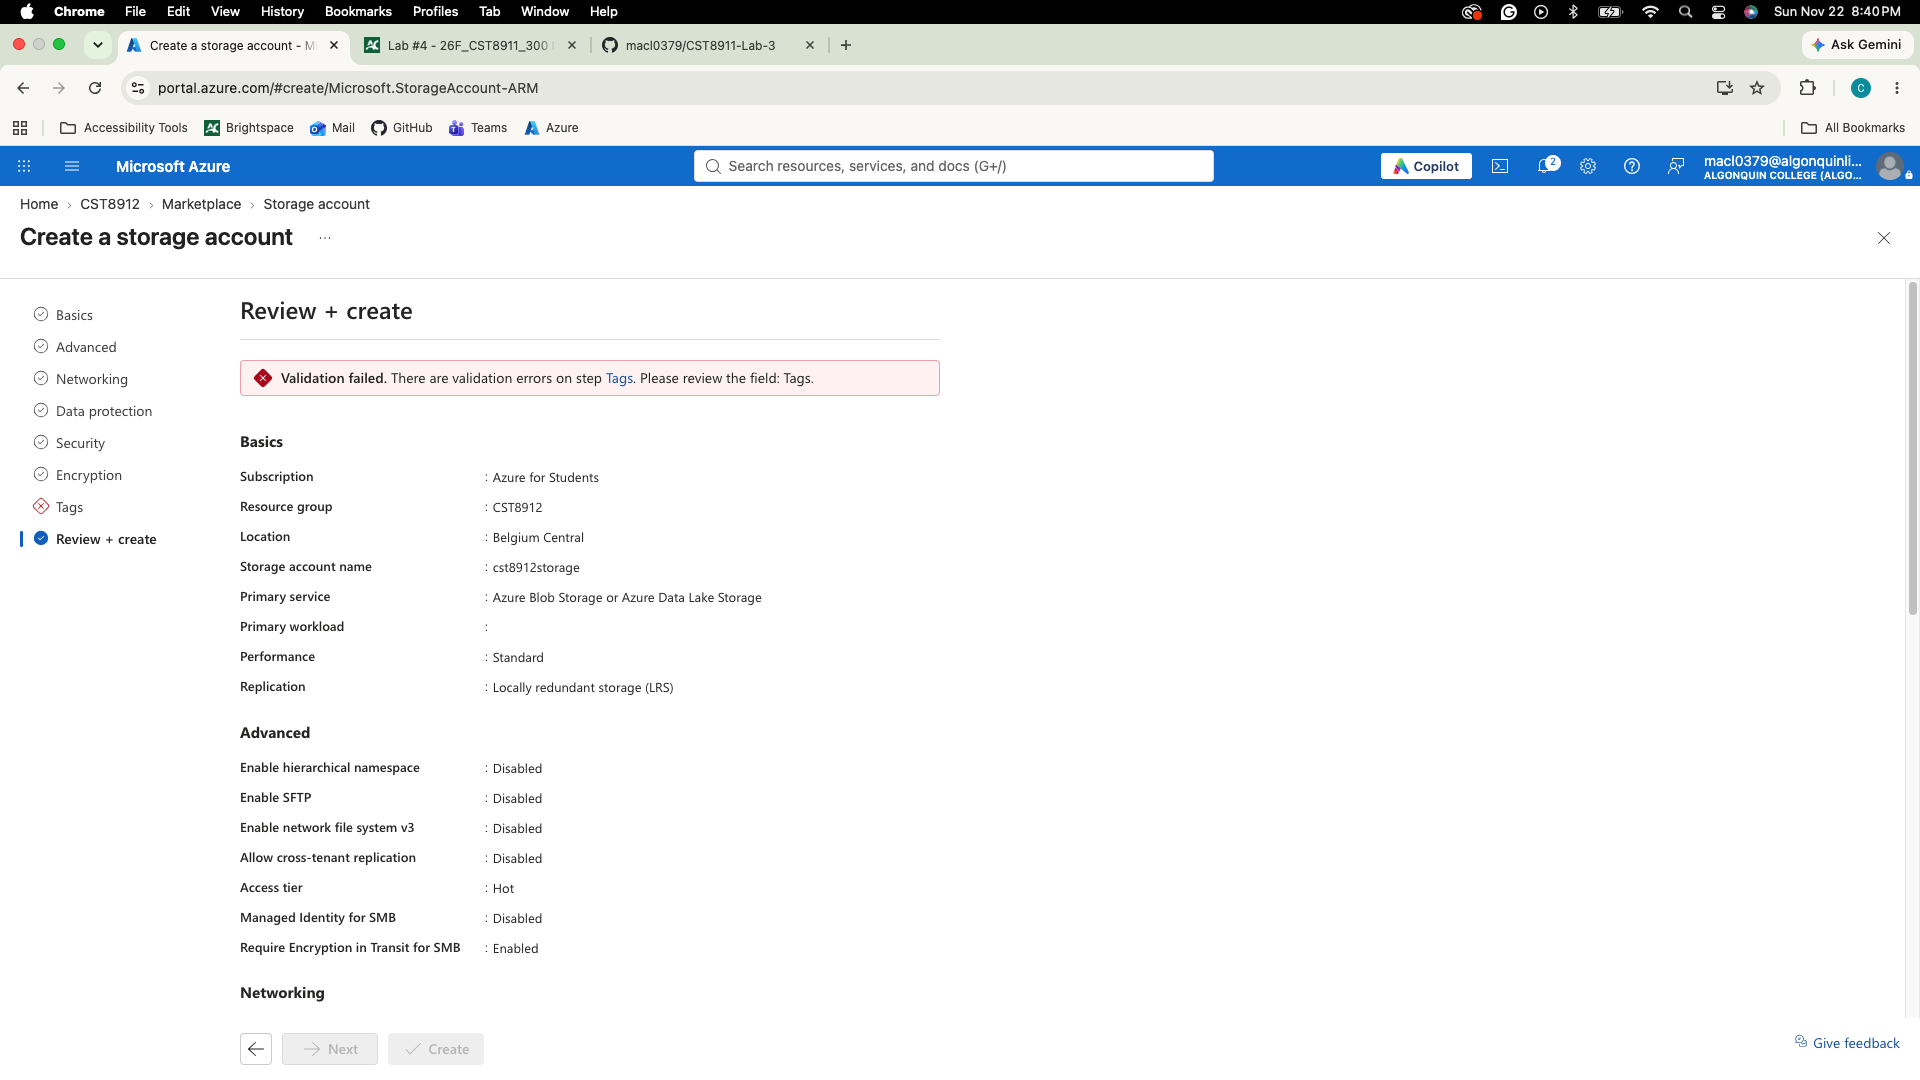 Chrome File Edit View History Bookmarks Profiles Tab Window Help Sun Nov 22 8:40 PM
Create a storage account - M
Lab #4 - 26F_CST8911_300
macl0379/CST8911-Lab-3
Ask Gemini
portal.azure.com/#create/Microsoft.StorageAccount-ARM
C
Accessibility Tools Brightspace Mail GitHub Teams Azure All Bookmarks
Microsoft Azure
Search resources, services, and docs (G+/)
Copilot
2
macl0379@algonquinli...
ALGONQUIN COLLEGE (ALGO...
Home > CST8912 > Marketplace > Storage account
Create a storage account ...
Basics
Advanced
Networking
Data protection
Security
Encryption
Tags
Review + create
Review + create
Validation failed. There are validation errors on step Tags. Please review the field: Tags.
Basics
Subscription : Azure for Students
Resource group : CST8912
Location : Belgium Central
Storage account name : cst8912storage
Primary service : Azure Blob Storage or Azure Data Lake Storage
Primary workload :
Performance : Standard
Replication : Locally redundant storage (LRS)
Advanced
Enable hierarchical namespace : Disabled
Enable SFTP : Disabled
Enable network file system v3 : Disabled
Allow cross-tenant replication : Disabled
Access tier : Hot
Managed Identity for SMB : Disabled
Require Encryption in Transit for SMB : Enabled
Networking
Next
Create
Give feedback